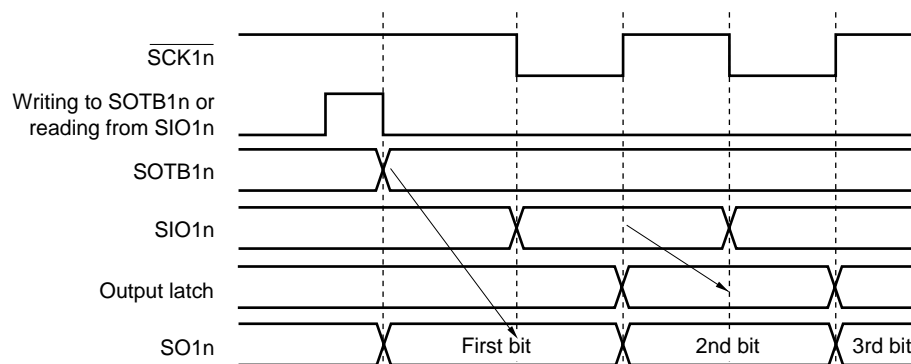 SCK1n
Writing to SOTB1n or
reading from SIO1n
SOTB1n
SIO1n
Output latch
SO1n
First bit
2nd bit
3rd bit